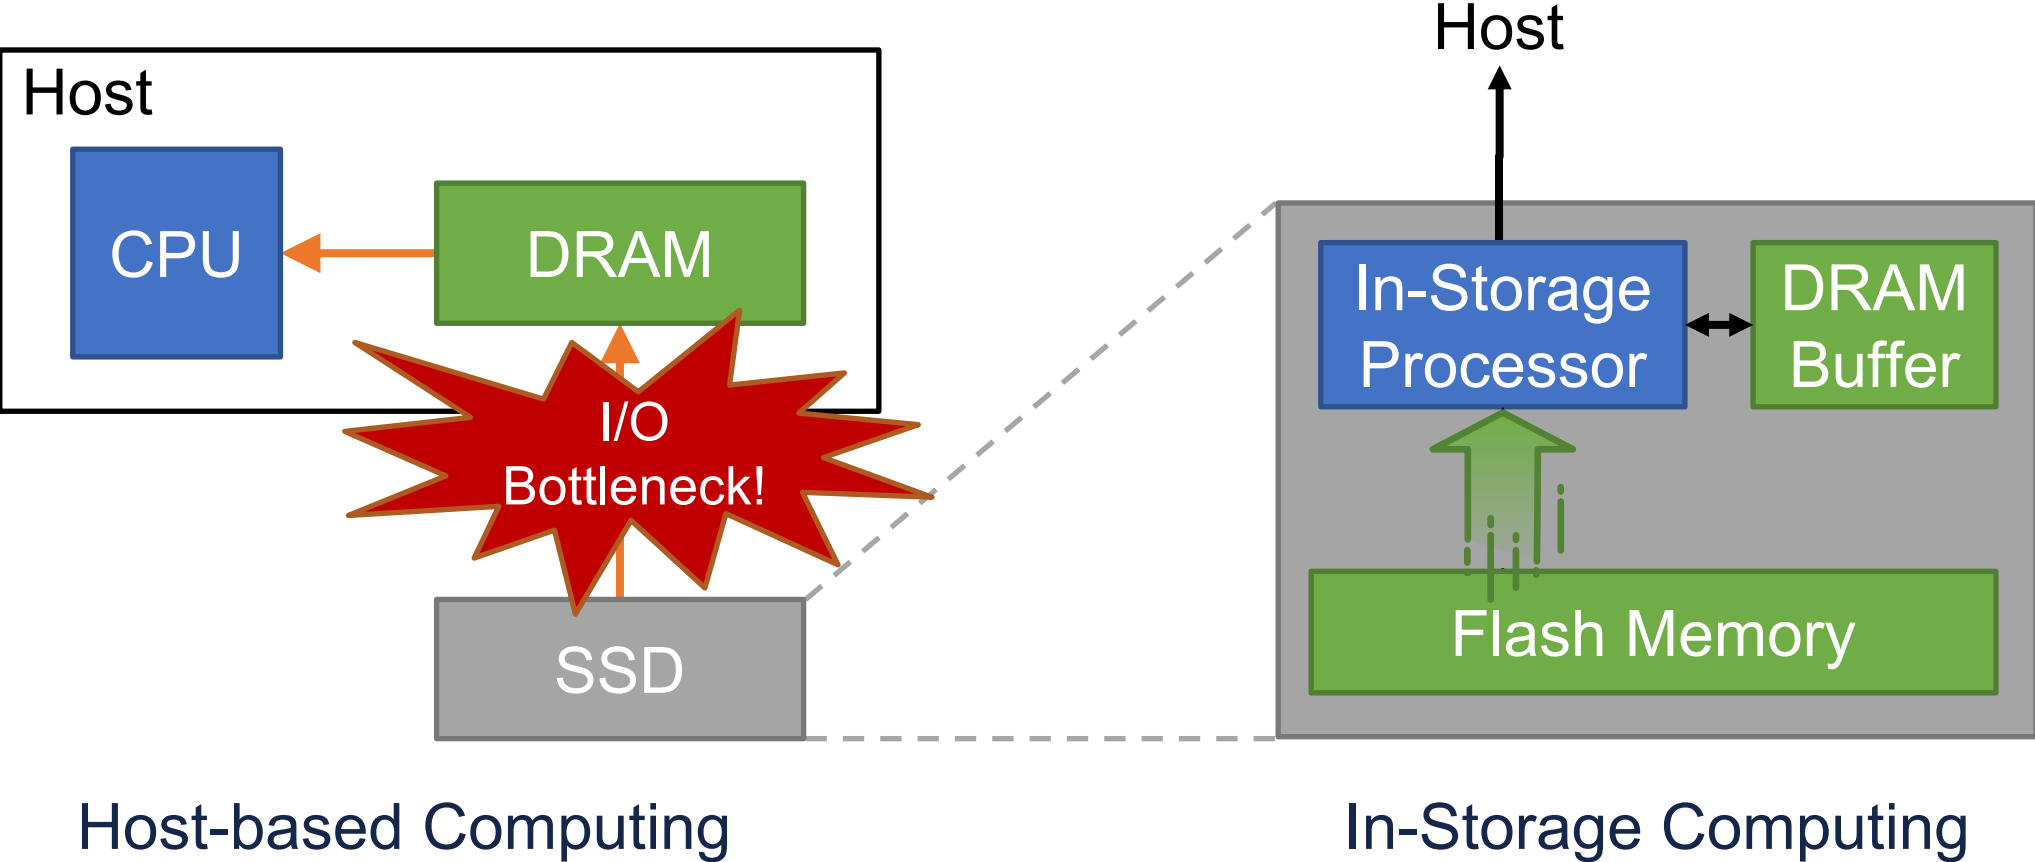 Host
CPU
DRAM
I/O
Bottleneck!
SSD
Host-based Computing
Host
In-Storage
Processor
DRAM
Buffer
Flash Memory
In-Storage Computing